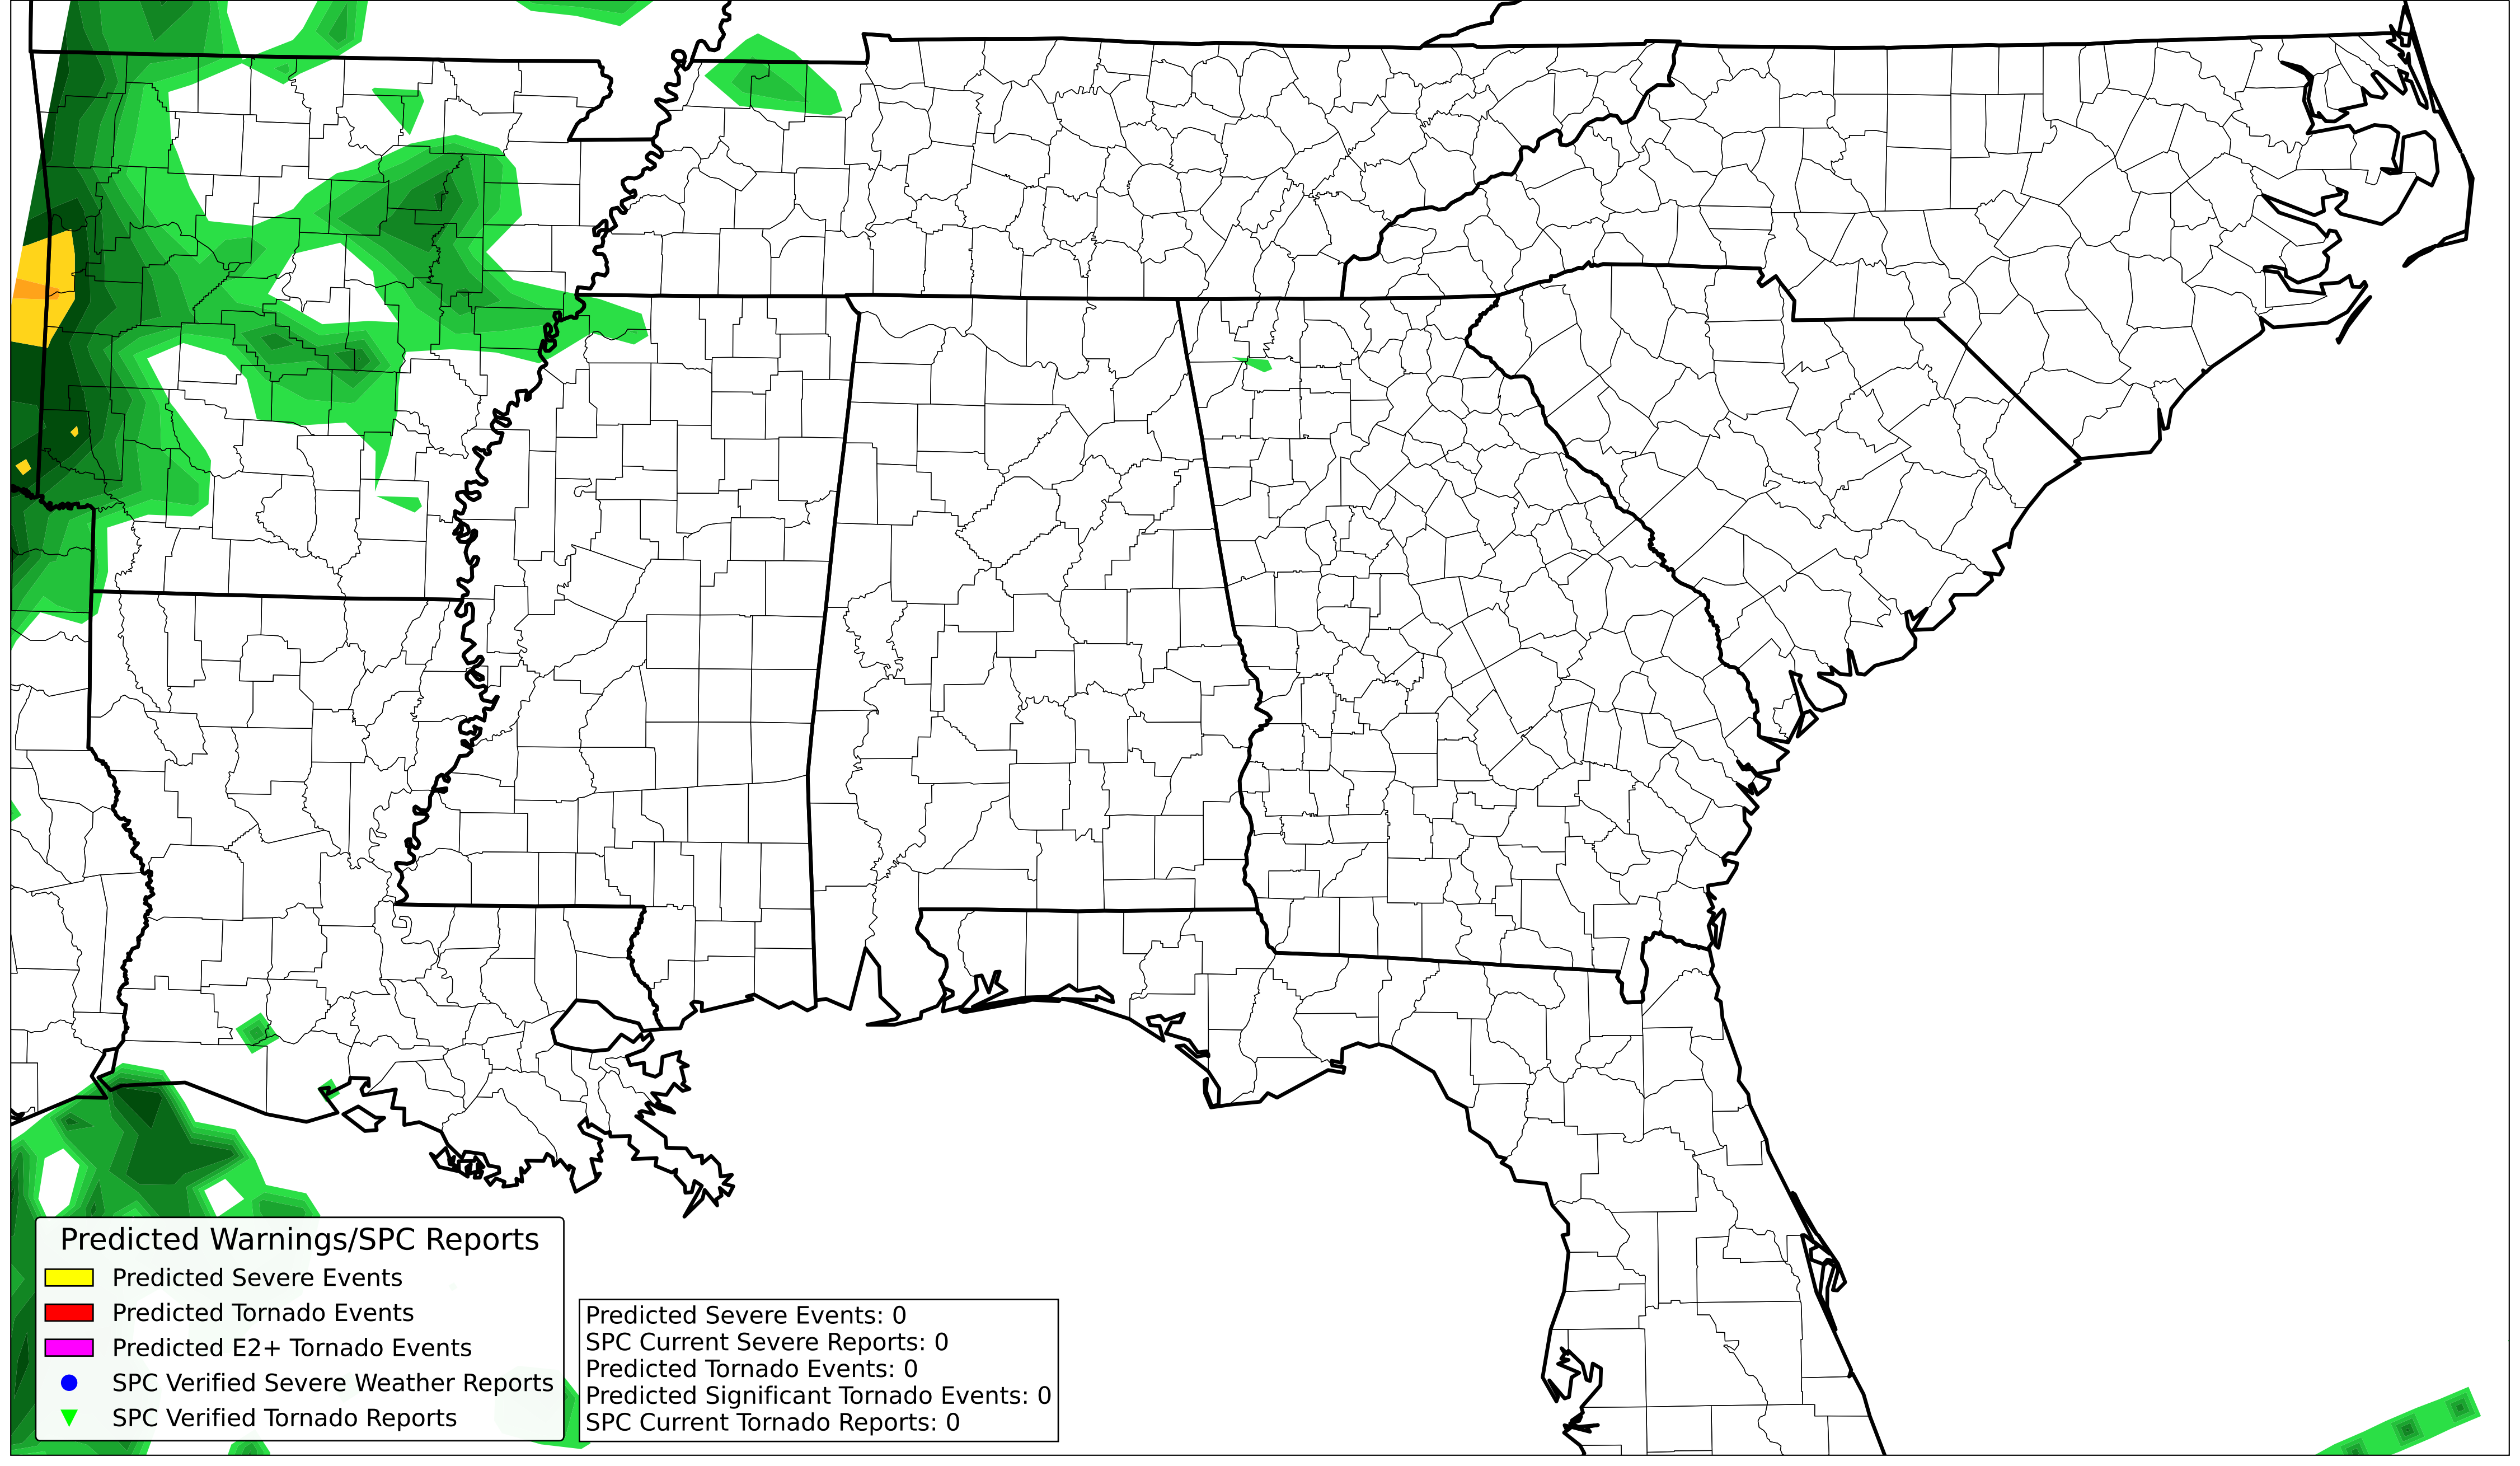 Predicted Warnings/SPC Reports
Predicted Severe Events
Predicted Tornado Events
Predicted E2+ Tornado Events
SPC Verified Severe Weather Reports
SPC Verified Tornado Reports
Predicted Severe Events: 0
SPC Current Severe Reports: 0
Predicted Tornado Events: 0
Predicted Significant Tornado Events: 0
SPC Current Tornado Reports: 0